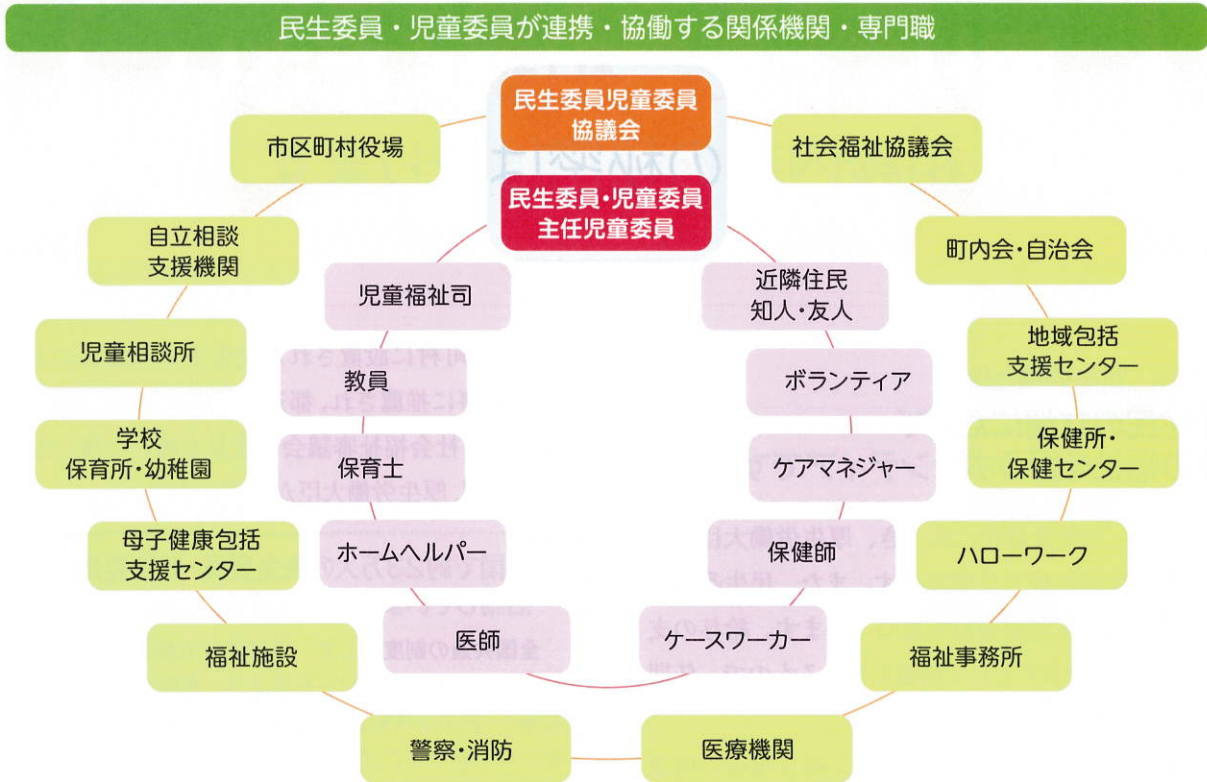 民生委員・児童委員が連携・協働する関係機関・専門職
民生委員児童委員
協議会
民生委員・児童委員
主任児童委員
市区町村役場
社会福祉協議会
自立相談
支援機関
町内会・自治会
児童福祉司
近隣住民
知人・友人
児童相談所
地域包括
支援センター
教員
ボランティア
学校
保育所・幼稚園
保健所・
保健センター
保育士
ケアマネジャー
母子健康包括
支援センター
ハローワーク
ホームヘルパー
保健師
福祉施設
福祉事務所
医師
ケースワーカー
警察・消防
医療機関